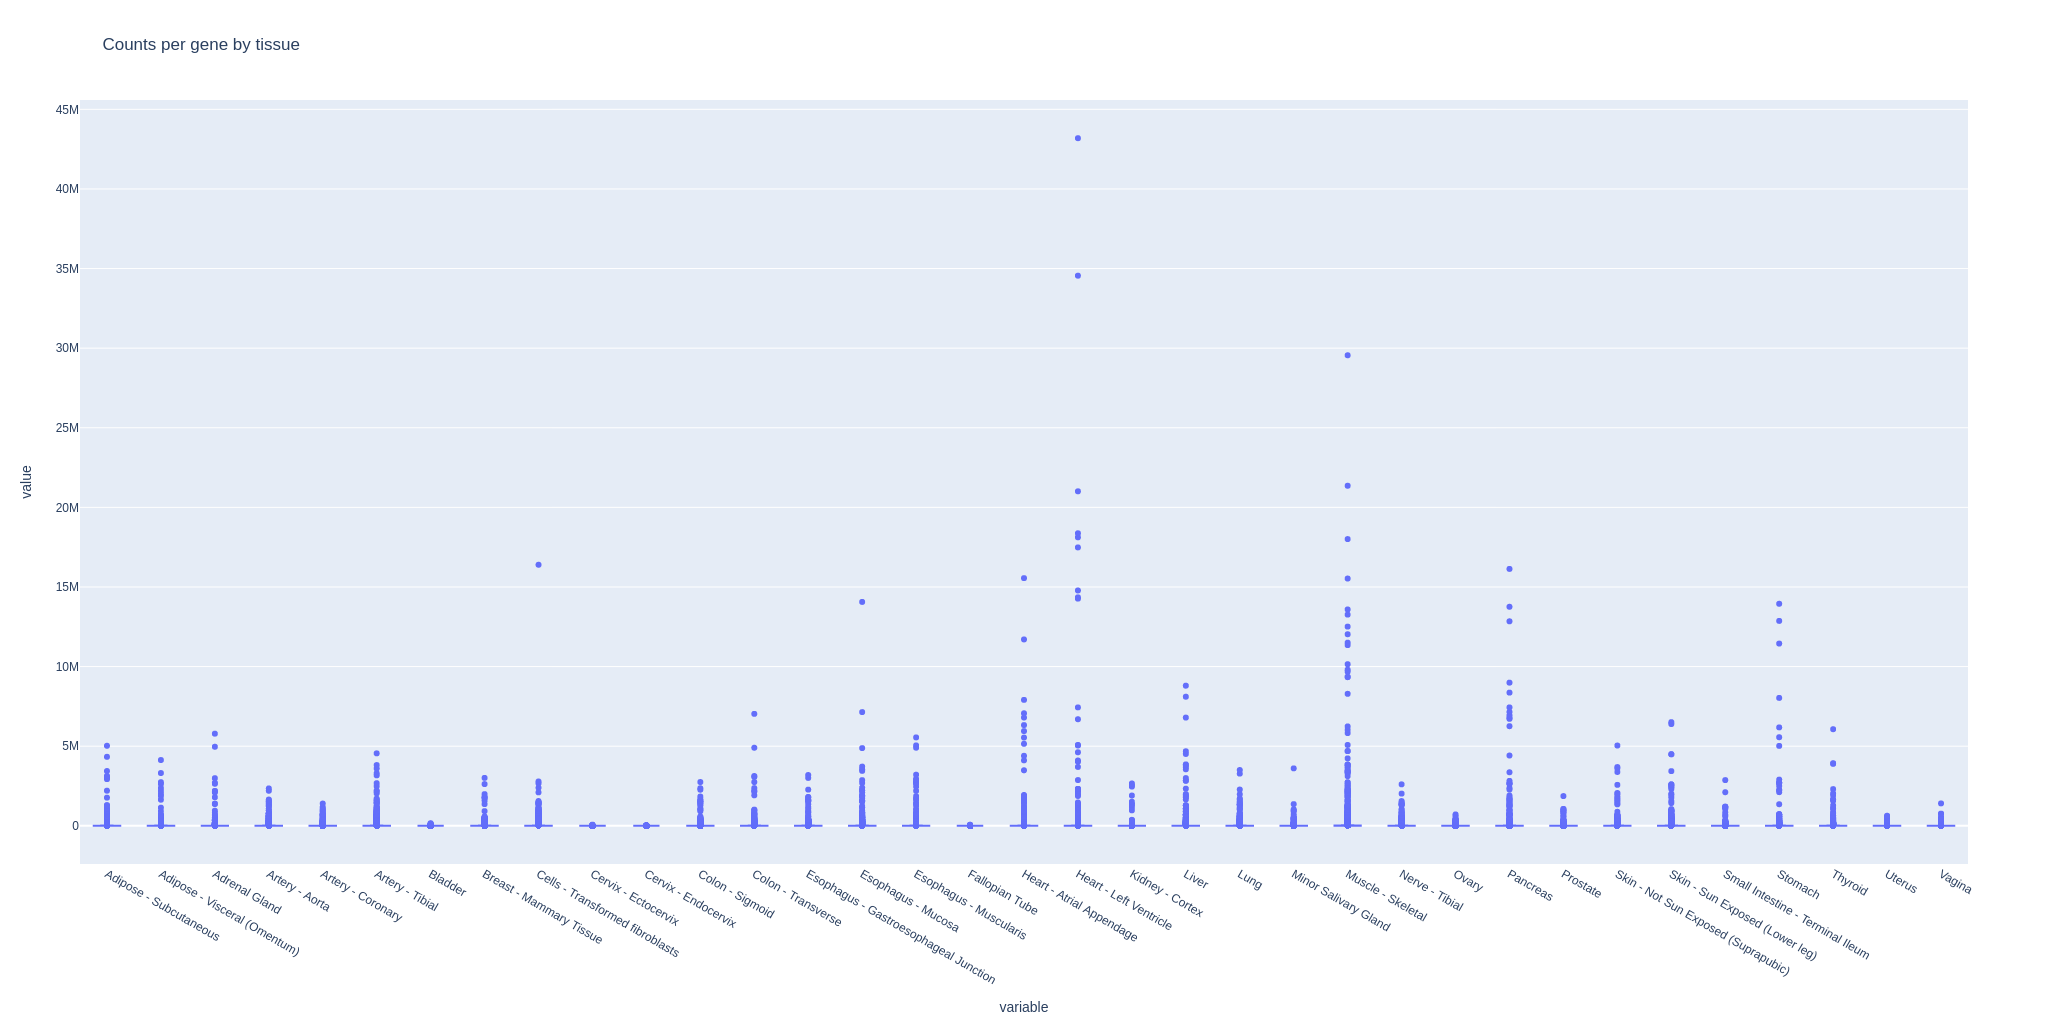 Counts per gene by tissue
45M
40M
35M
30M
25M
20M
15M
10M
5M
0
value
Adipose - Subcutaneous
Adipose - Visceral (Omentum)
Adrenal Gland
Artery - Aorta
Artery - Coronary
Artery - Tibial
Bladder
Breast - Mammary Tissue
Cells - Transformed fibroblasts
Cervix - Ectocervix
Cervix - Endocervix
Colon - Sigmoid
Colon - Transverse
Esophagus - Gastroesophageal Junction
Esophagus - Mucosa
Esophagus - Muscularis
Fallopian Tube
Heart - Atrial Appendage
Heart - Left Ventricle
Kidney - Cortex
Liver
Lung
Minor Salivary Gland
Muscle - Skeletal
Nerve - Tibial
Ovary
Pancreas
Prostate
Skin - Not Sun Exposed (Suprapubic)
Skin - Sun Exposed (Lower leg)
Small Intestine - Terminal Ileum
Stomach
Thyroid
Uterus
Vagina
variable